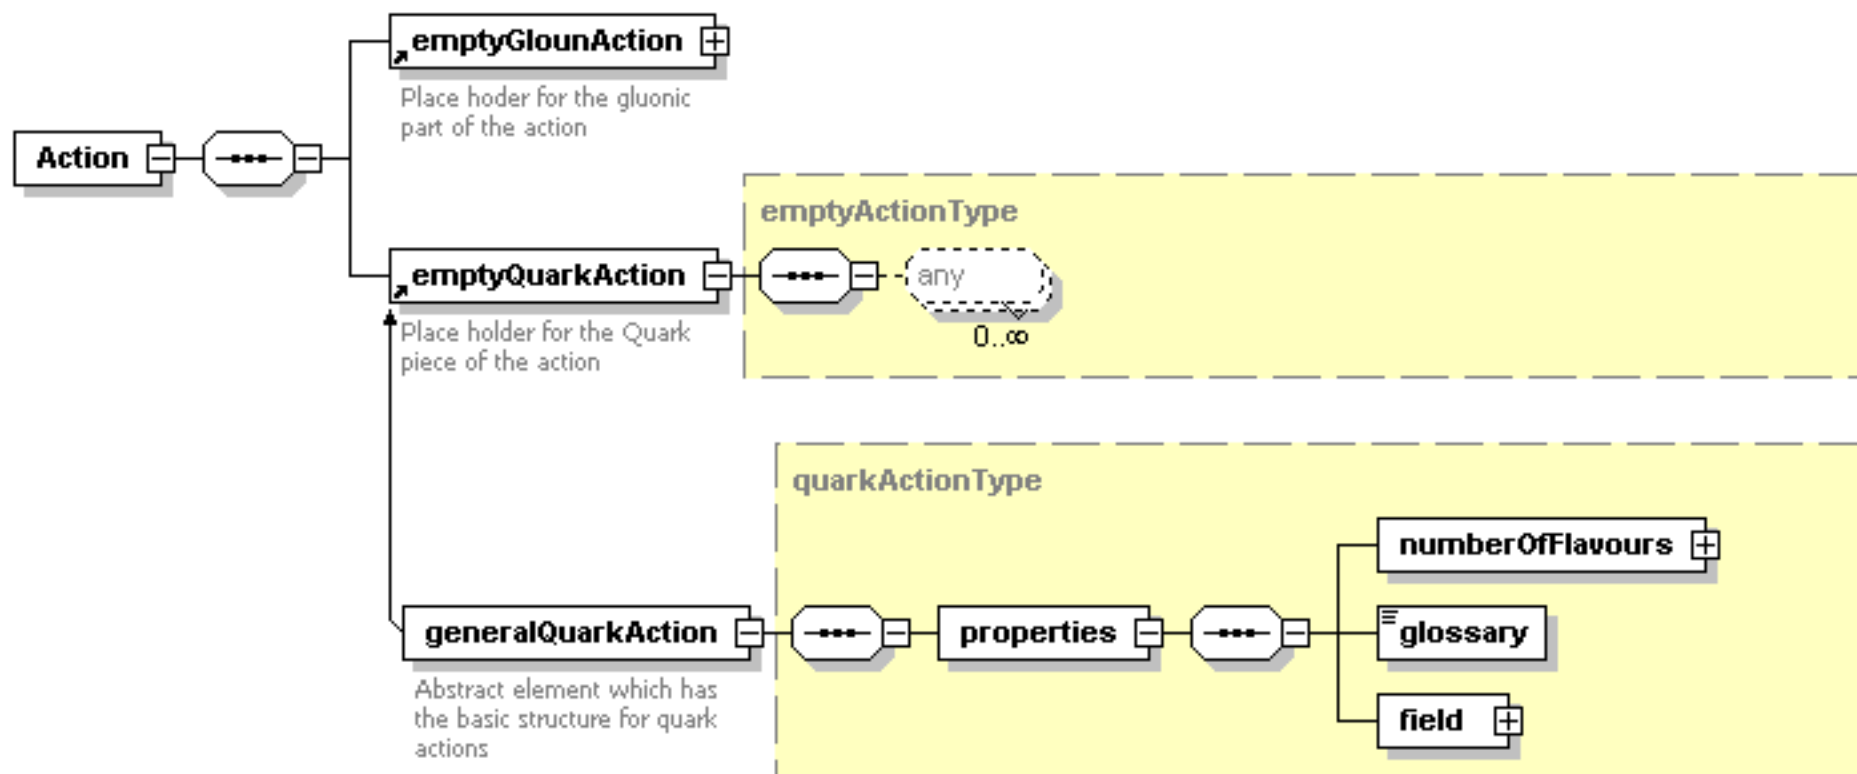 emptyGlounAction
Place hoder for the gluonic
part of the action
Action
emptyActionType
emptyQuarkAction
any
0..∞
Place holder for the Quark
piece of the action
quarkActionType
numberOfFlavours
generalQuarkAction
properties
glossary
Abstract element which has
the basic structure for quark
actions
field